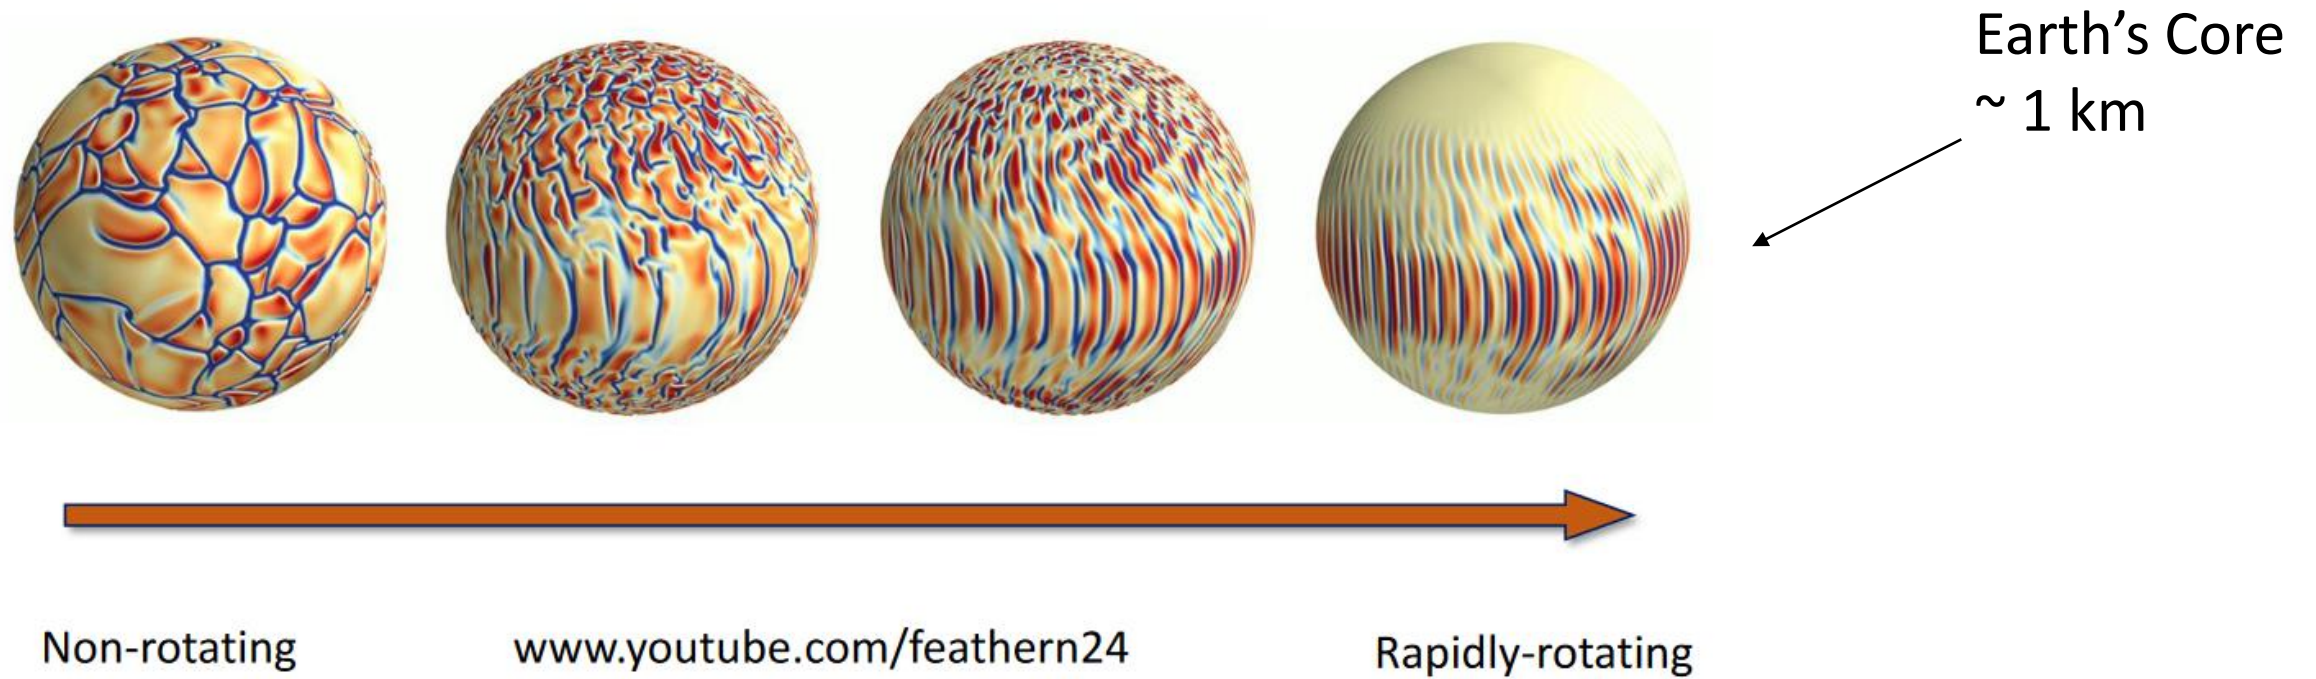 Earth’s Core
~ 1 km
Non-rotating
www.youtube.com/feathern24
Rapidly-rotating